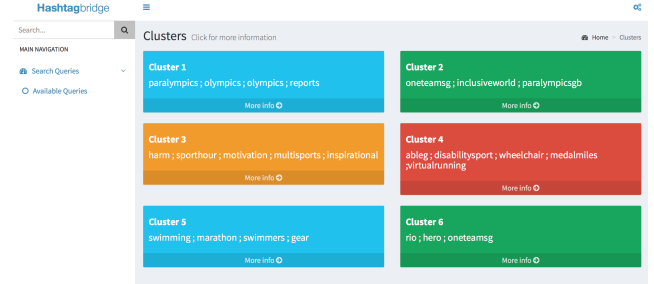 Hashtagbridge
Search...
MAIN NAVIGATION
Search Queries
Available Queries
Clusters Click for more information
Home > Clusters
Cluster 1
paralympics ; olympics ; olympics ; reports
More info
Cluster 2
oneteamsg ; inclusiveworld ; paralympicsgb
More info
Cluster 3
harm ; sporthour ; motivation ; multisports ; inspirational
More info
Cluster 4
ableg ; disabilitysport ; wheelchair ; medalmiles
;virtualrunning
More info
Cluster 5
swimming ; marathon ; swimmers ; gear
More info
Cluster 6
rio ; hero ; oneteamsg
More info